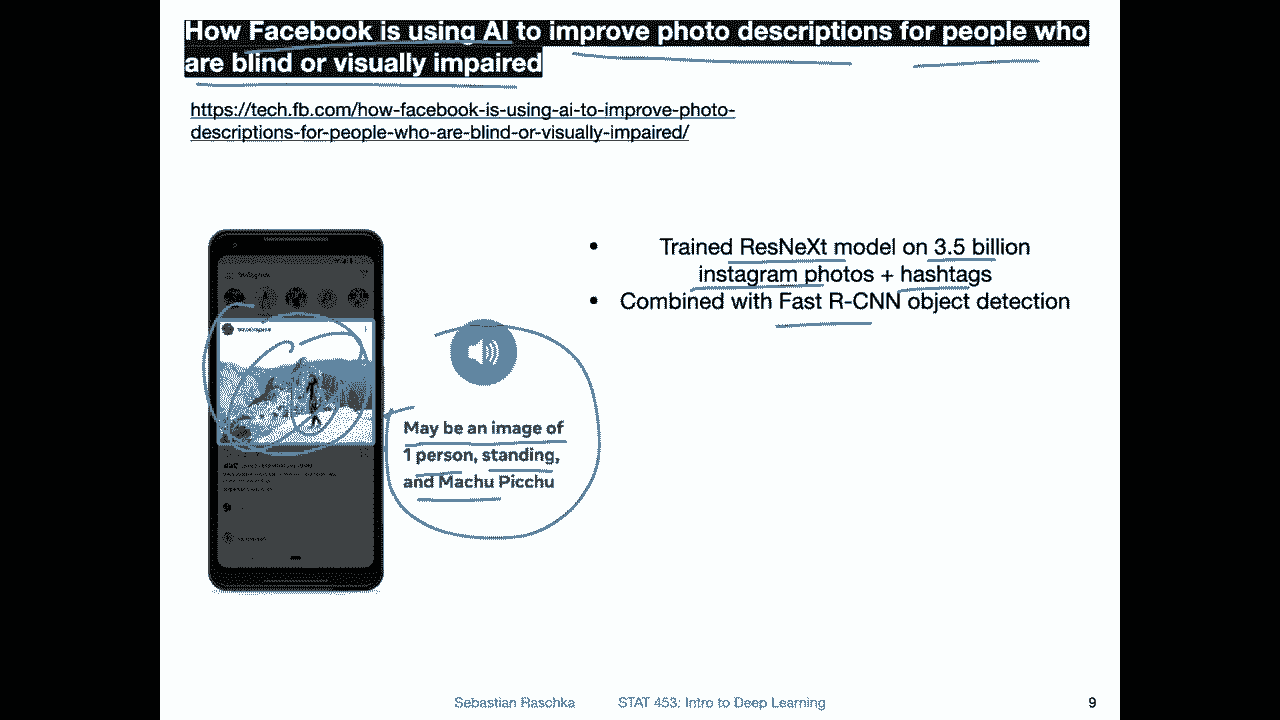 How Facebook is using AI to improve photo descriptions for people who
are blind or visually impaired
https://tech.fb.com/how-facebook-is-using-ai-to-improve-photo-
descriptions-for-people-who-are-blind-or-visually-impaired/
• Trained ResNeXt model on 3.5 billion
instagram photos + hashtags
• Combined with Fast R-CNN object detection
May be an image of
1 person, standing,
and Machu Picchu
Sebastian Raschka STAT 453: Intro to Deep Learning 9